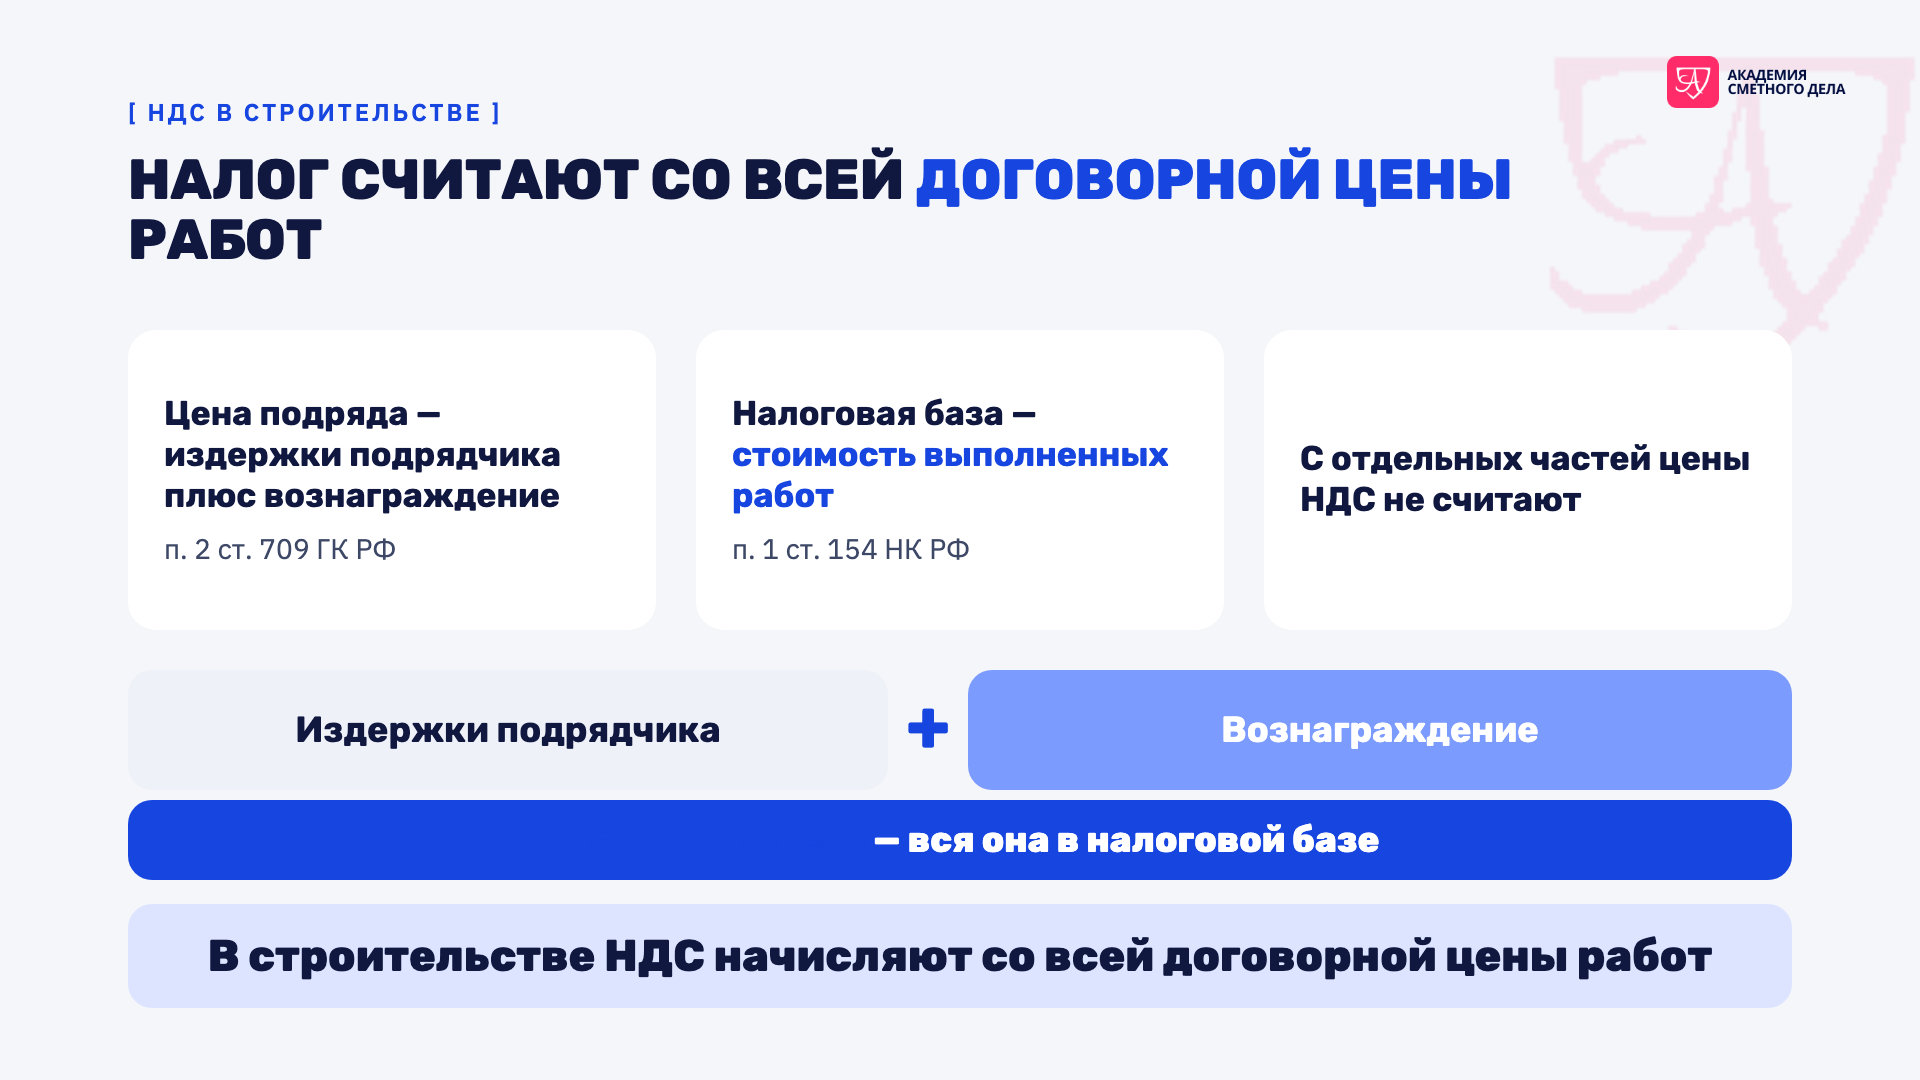 АКАДЕМИЯ
СМЕТНОГО ДЕЛА
[ НДС В СТРОИТЕЛЬСТВЕ ]
НАЛОГ СЧИТАЮТ СО ВСЕЙ ДОГОВОРНОЙ ЦЕНЫ
РАБОТ
Цена подряда —
издержки подрядчика
плюс вознаграждение
п. 2 ст. 709 ГК РФ
Налоговая база —
стоимость выполненных
работ
п. 1 ст. 154 НК РФ
С отдельных частей цены
НДС не считают
Издержки подрядчика
+
Вознаграждение
— вся она в налоговой базе
В строительстве НДС начисляют со всей договорной цены работ